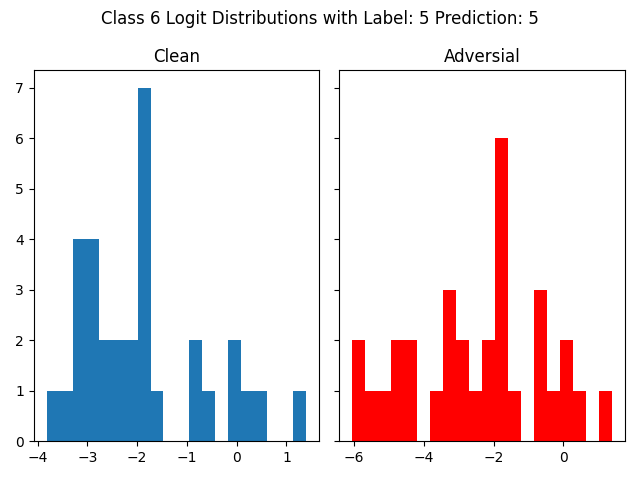 Class 6 Logit Distributions with Label: 5 Prediction: 5
Clean
Adversial
7
6
5
4
3
2
1
0
−4 −3 −2 −1 0 1
−6 −4 −2 0